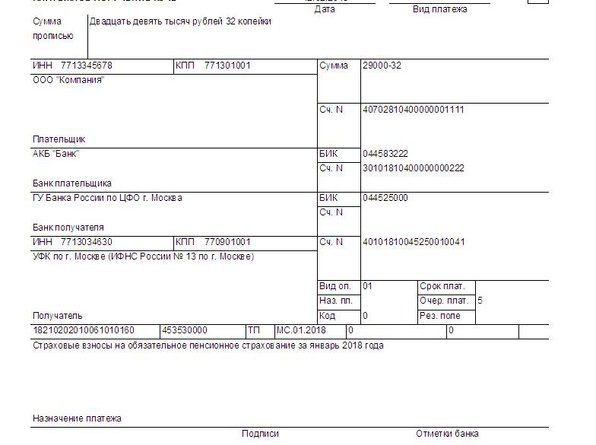 Дата Вид платежа
Сумма прописью Двадцать девять тысяч рублей 32 копейки
ИНН 7713345678 КПП 771301001 Сумма 29000-32
ООО "Компания"
Сч. N 40702810400000001111
Плательщик
АКБ "Банк" БИК 044583222
Сч. N 30101810400000000222
Банк плательщика
ГУ Банка России по ЦФО г. Москва БИК 044525000
Сч. N
Банк получателя
ИНН 7713034630 КПП 770901001 Сч. N 40101810045250010041
УФК по г. Москве (ИФНС России № 13 по г. Москве)
Вид оп. 01 Срок плат.
Наз. пл. Очер. плат. 5
Получатель Код 0 Рез. поле
18210202010061010160 453530000 ТП МС.01.2018 0 0
Страховые взносы на обязательное пенсионное страхование за январь 2018 года
Назначение платежа
Подписи Отметки банка